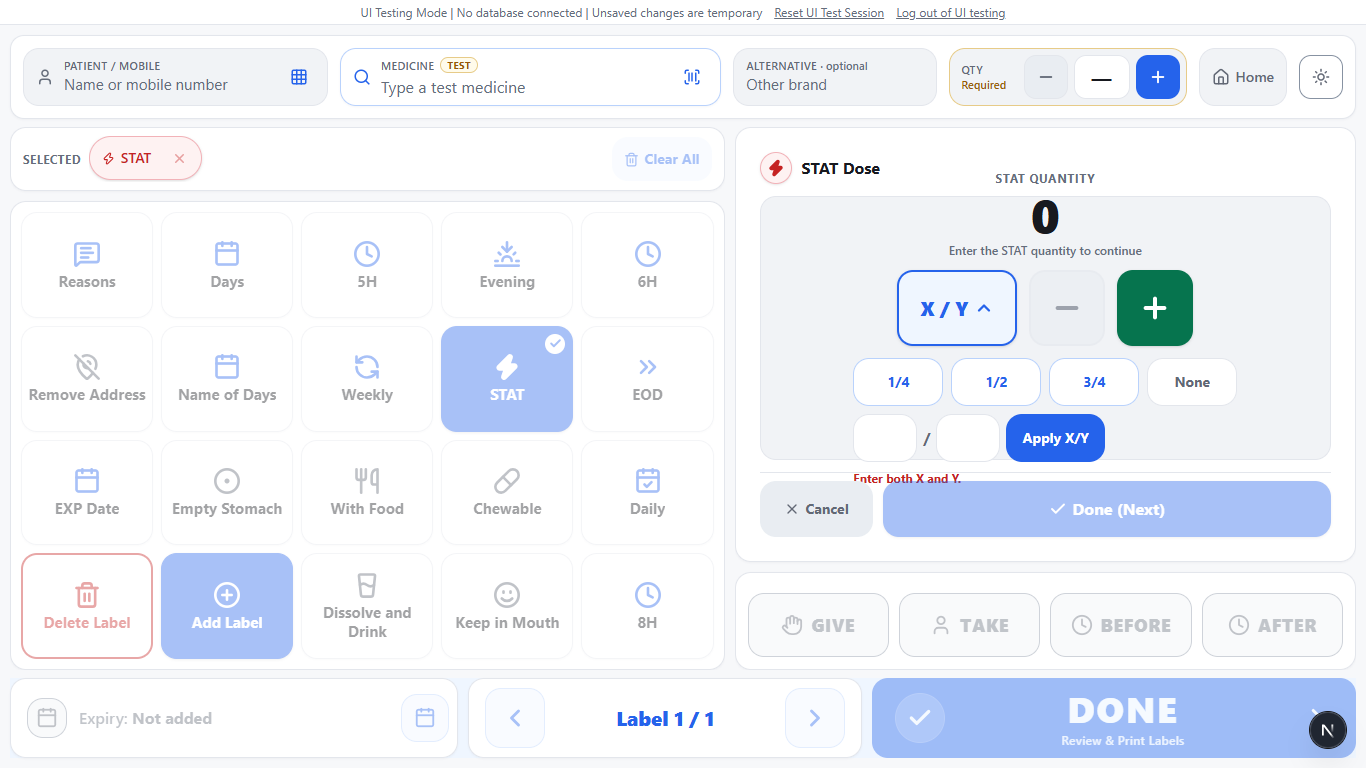 UI Testing Mode | No database connected | Unsaved changes are temporary Reset UI Test Session Log out of UI testing
PATIENT / MOBILE
Name or mobile number
MEDICINE TEST
Type a test medicine
ALTERNATIVE · optional
Other brand
QTY
Required
— 
Home
SELECTED
STAT
Clear All
Reasons
Days
5H
Evening
6H
Remove Address
Name of Days
Weekly
STAT
EOD
EXP Date
Empty Stomach
With Food
Chewable
Daily
Delete Label
Add Label
Dissolve and
Drink
Keep in Mouth
8H
STAT Dose
STAT QUANTITY
0
Enter the STAT quantity to continue
X / Y
1/4
1/2
3/4
None
/
Apply X/Y
Enter both X and Y.
Cancel
Done (Next)
GIVE
TAKE
BEFORE
AFTER
Expiry: Not added
Label 1 / 1
DONE
Review & Print Labels
N